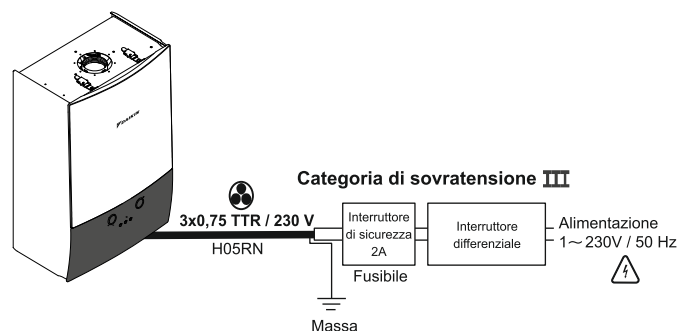 DAIKIN
Categoria di sovratensione III
3x0,75 TTR / 230 V
H05RN
Interruttore
di sicurezza
2A
Fusibile
Interruttore
differenziale
Alimentazione
1~ 230V / 50 Hz
Massa